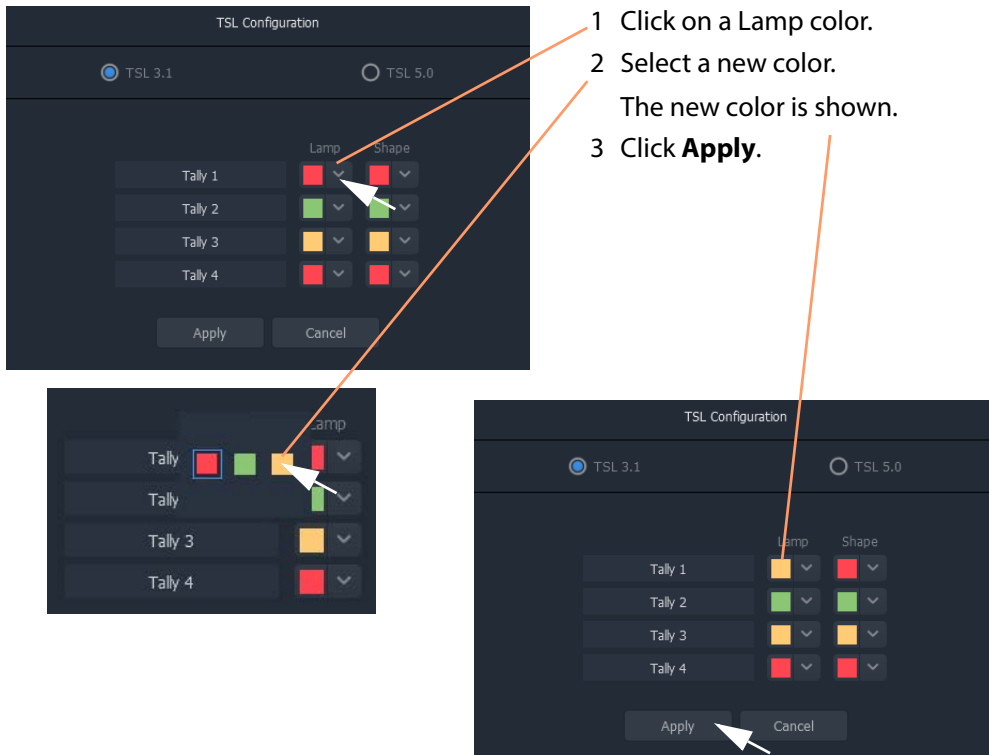 TSL Configuration
TSL 3.1 TSL 5.0
Lamp Shape
Tally 1
Tally 2
Tally 3
Tally 4
Apply Cancel
1 Click on a Lamp color.
2 Select a new color.
The new color is shown.
3 Click Apply.
Lamp
Tally
Tally
Tally 3
Tally 4
TSL Configuration
TSL 3.1 TSL 5.0
Lamp Shape
Tally 1
Tally 2
Tally 3
Tally 4
Apply Cancel